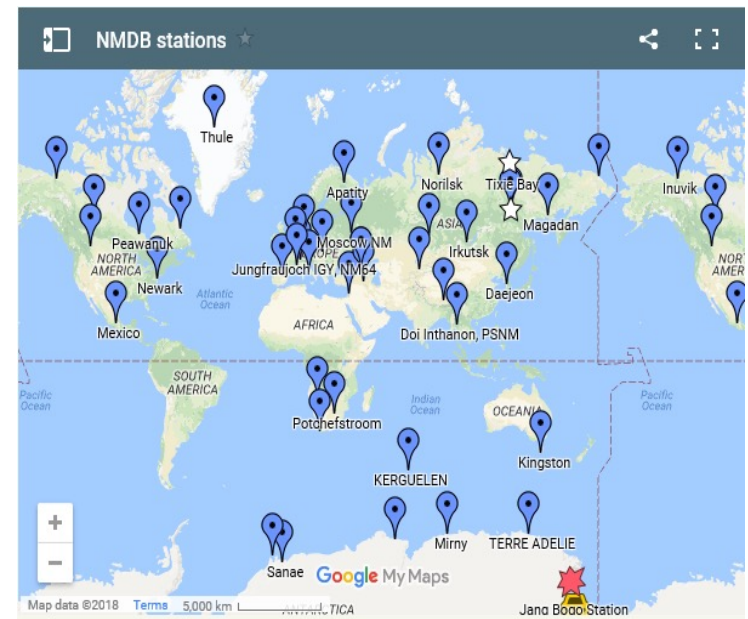 NMDB stations
Thule
Apatity
Norilsk
Tixie Bay
Inuvik
Magadan
Peawanuk
Moscow NM
ASIA
Irkutsk
NORTH
AMERICA
EUROPE
Jungfraujoch IGY, NM64
Newark
Daejeon
Atlantic
Ocean
Mexico
AFRICA
Doi Inthanon, PSNM
SOUTH
AMERICA
Pacific
Ocean
Indian
Ocean
OCEANIA
Pacific
Ocean
Potchefstroom
Kingston
KERGUELEN
Mirny
TERRE ADELIE
Sanae
Google My Maps
Map data ©2018 Terms 5,000 km
ANTARCTICA
Jang Bogo Station